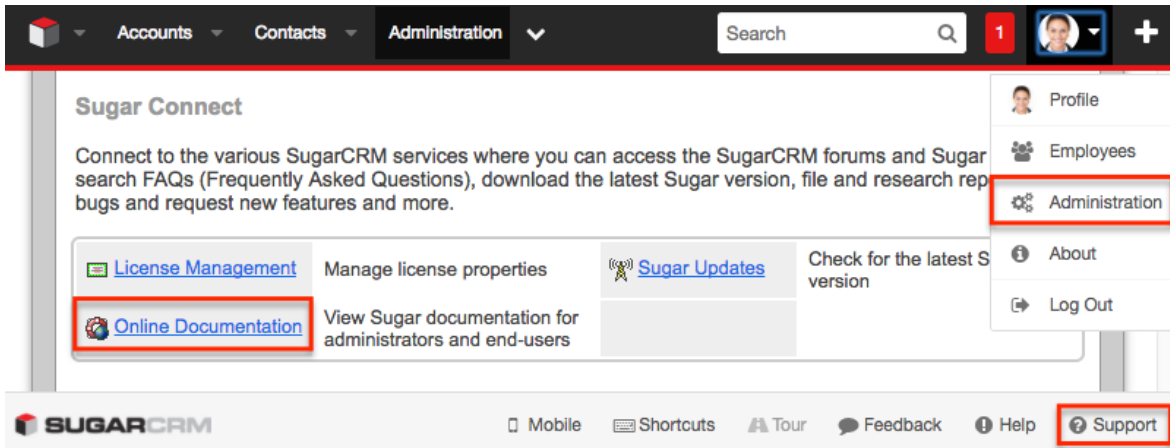 Accounts Contacts Administration Search 1
Sugar Connect
Connect to the various SugarCRM services where you can access the SugarCRM forums and Sugar
search FAQs (Frequently Asked Questions), download the latest Sugar version, file and research rep
bugs and request new features and more.
License Management Manage license properties Sugar Updates Check for the latest S
version
Online Documentation View Sugar documentation for
administrators and end-users
Profile
Employees
Administration
About
Log Out
SUGARCRM Mobile Shortcuts Tour Feedback Help Support